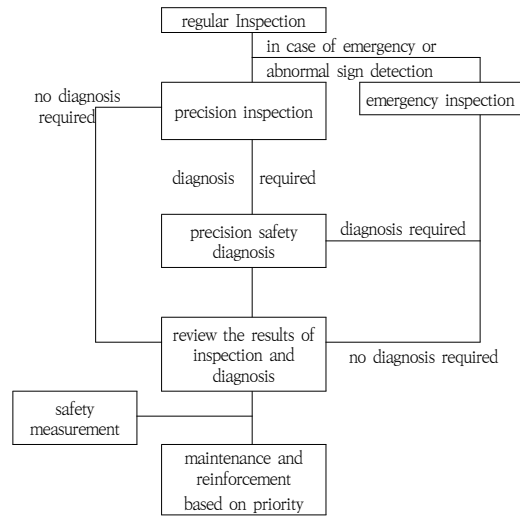 regular Inspection
in case of emergency or
abnormal sign detection
no diagnosis
required
precision inspection
emergency inspection
diagnosis required
precision safety
diagnosis
diagnosis required
review the results of
inspection and
diagnosis
no diagnosis required
safety
measurement
maintenance and
reinforcement
based on priority